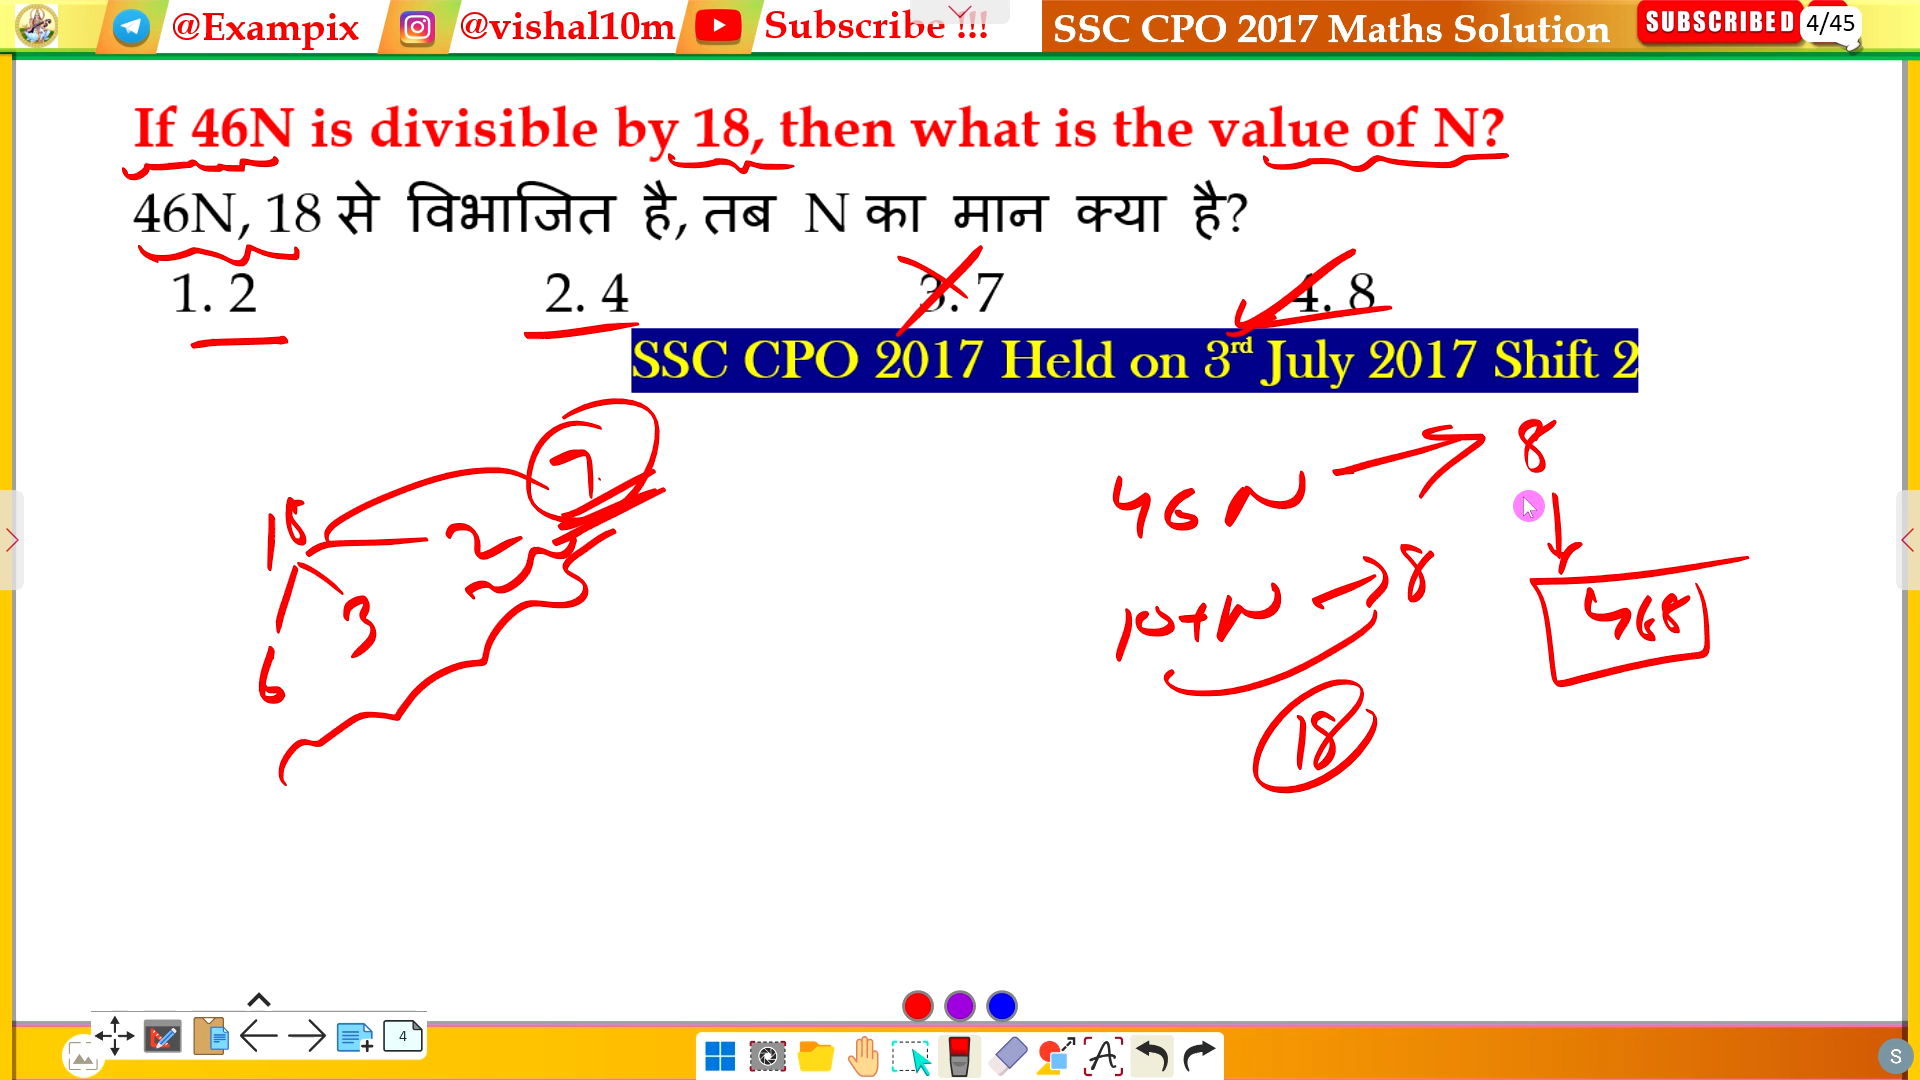 @Exampix @vishal10m Subscribe !!! SSC CPO 2017 Maths Solution SUBSCRIBED 4/45
If 46N is divisible by 18, then what is the value of N?
46N, 18 से विभाजित है, तब N का मान क्या है?
1. 2 2. 4 3. 7 4. 8
SSC CPO 2017 Held on 3rd July 2017 Shift 2
46N 8
18 2
3
6
10+N 8
468
18
4
S